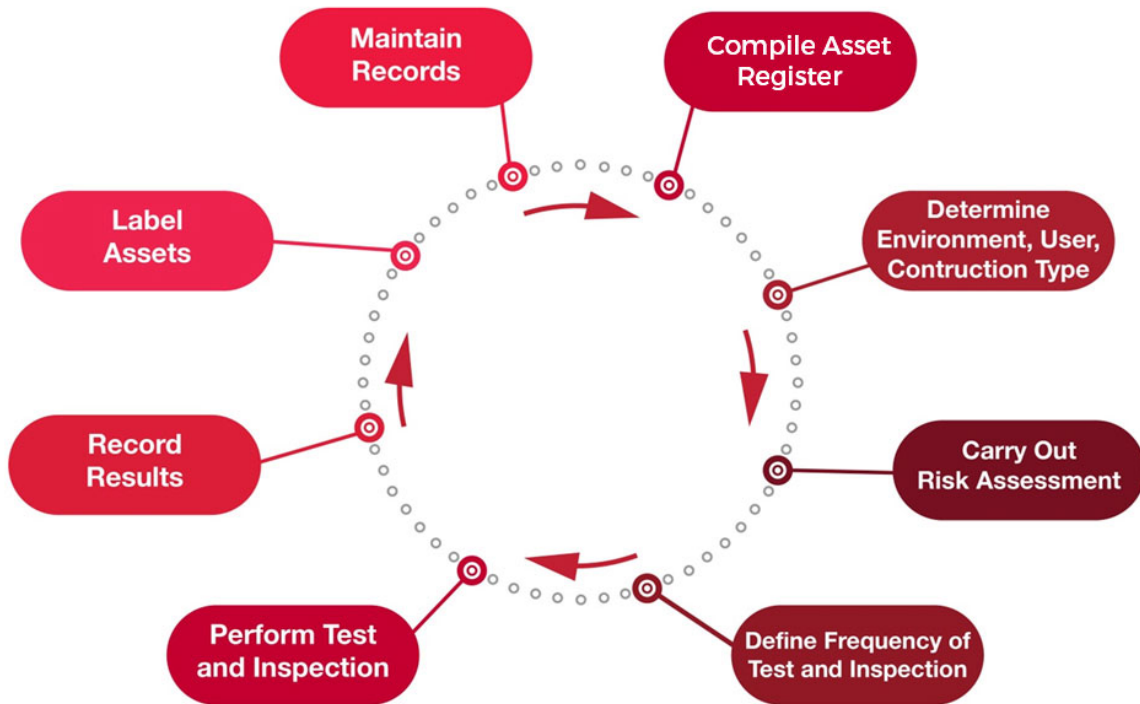 Maintain
Records
Compile Asset
Register
Determine
Environment, User,
Contruction Type
Carry Out
Risk Assessment
Define Frequency of
Test and Inspection
Perform Test
and Inspection
Record
Results
Label
Assets